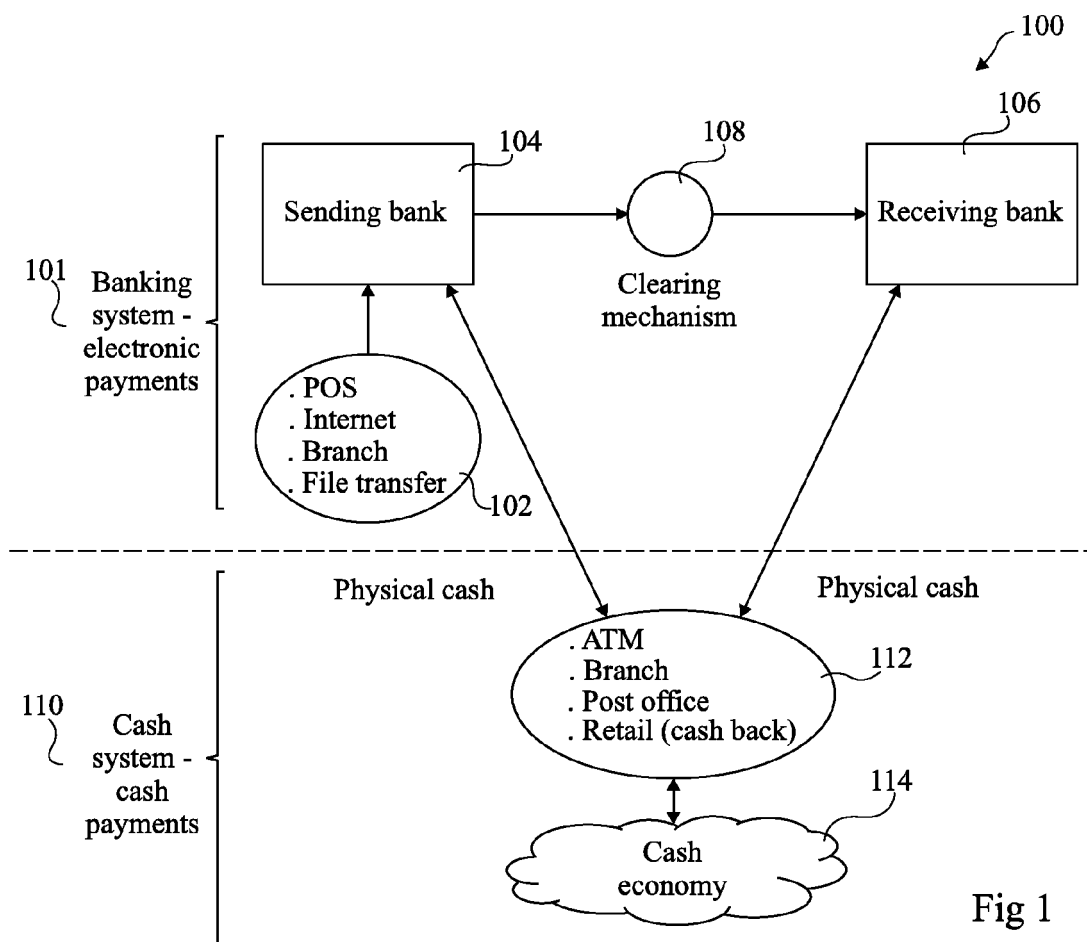 100
104
108
106
Sending bank
Receiving bank
101
Banking
system -
electronic
payments
Clearing
mechanism
. POS
. Internet
. Branch
. File transfer
102
Physical cash
Physical cash
. ATM
. Branch
. Post office
. Retail (cash back)
112
110
Cash
system -
cash
payments
114
Cash
economy
Fig 1